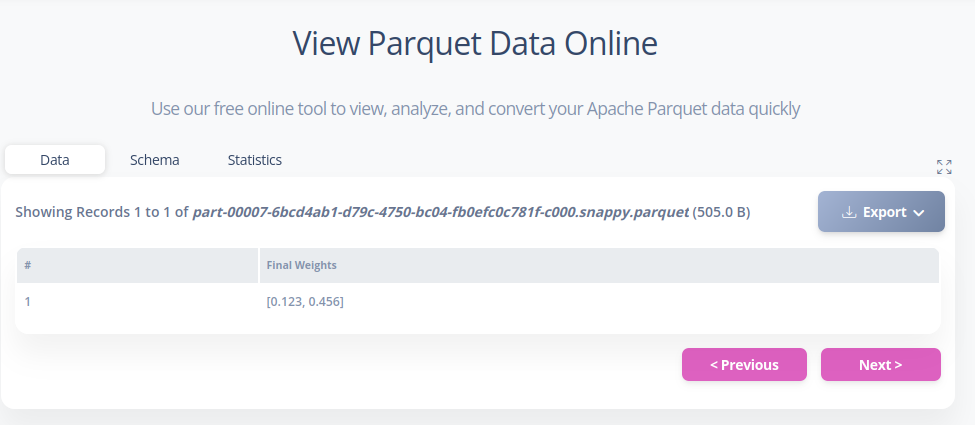 View Parquet Data Online
Use our free online tool to view, analyze, and convert your Apache Parquet data quickly
Data Schema Statistics
Showing Records 1 to 1 of part-00007-6bcd4ab1-d79c-4750-bc04-fb0efc0c781f-c000.snappy.parquet (505.0 B) Export
# Final Weights
1 [0.123, 0.456]
< Previous Next >